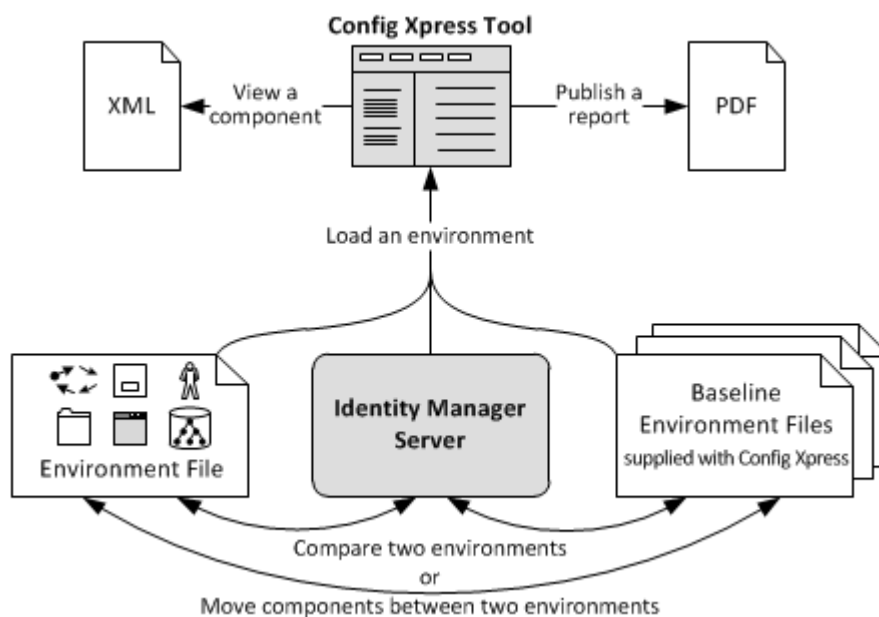 Config Xpress Tool
XML
View a
component
Publish a
report
PDF
Load an environment
Environment File
Identity Manager
Server
Baseline
Environment Files
supplied with Config Xpress
Compare two environments
or
Move components between two environments